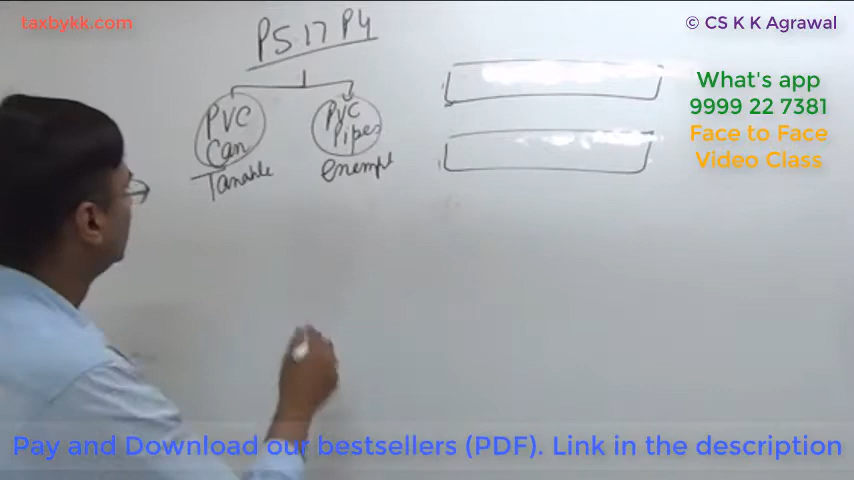 taxbykk.com
© CS K K Agrawal
P5 17 P4
What's app
9999 22 7381
Face to Face
Video Class
PVC
Can
Taxable
PVC
Pipes
exempt
Pay and Download our bestsellers (PDF). Link in the description